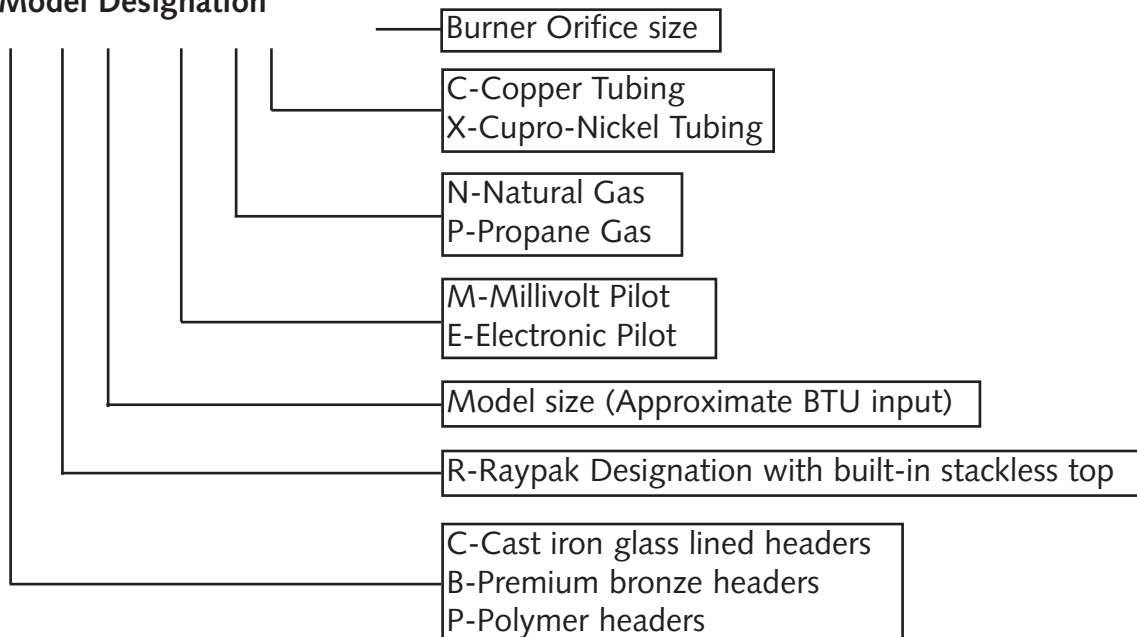 Model Designation
Burner Orifice size
C-Copper Tubing
X-Cupro-Nickel Tubing
N-Natural Gas
P-Propane Gas
M-Millivolt Pilot
E-Electronic Pilot
Model size (Approximate BTU input)
R-Raypak Designation with built-in stackless top
C-Cast iron glass lined headers
B-Premium bronze headers
P-Polymer headers